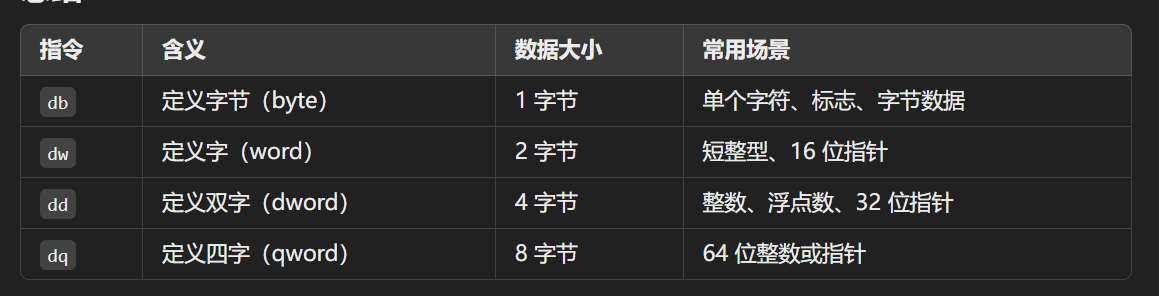 指令 含义 数据大小 常用场景
db 定义字节（byte） 1 字节 单个字符、标志、字节数据
dw 定义字（word） 2 字节 短整型、16 位指针
dd 定义双字（dword） 4 字节 整数、浮点数、32 位指针
dq 定义四字（qword） 8 字节 64 位整数或指针